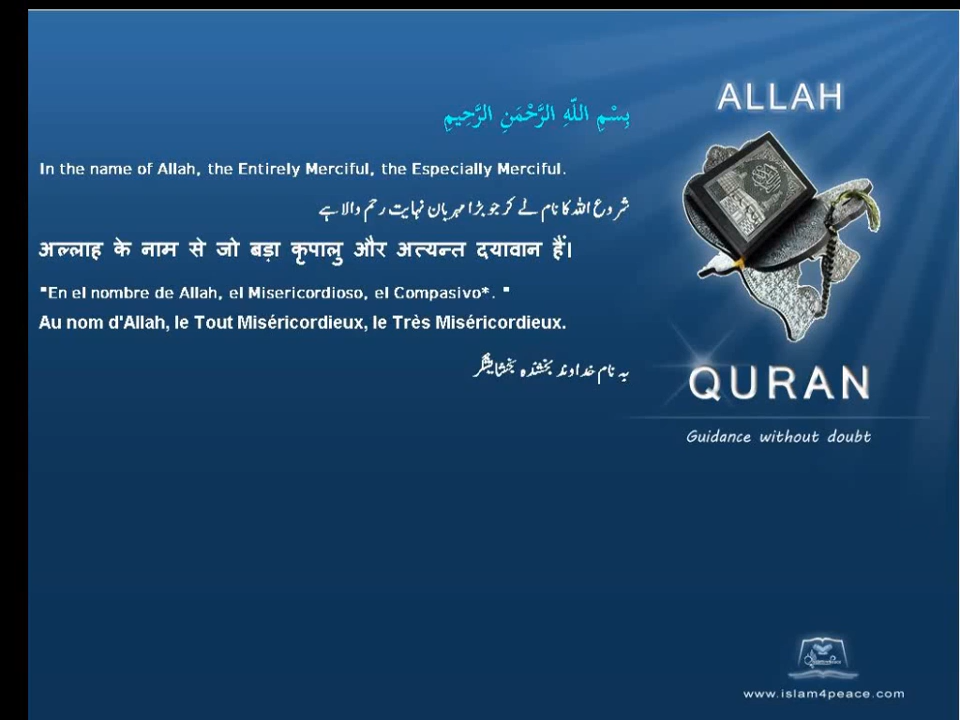 بِسْمِ اللّهِ الرَّحْمَنِ الرَّحِيمِ
In the name of Allah, the Entirely Merciful, the Especially Merciful.
شروع الله کا نام لے کر جو بڑا مہربان نہایت رحم والا ہے
अल्लाह के नाम से जो बड़ा कृपालु और अत्यन्त दयावान हैं।
"En el nombre de Allah, el Misericordioso, el Compasivo*. "
Au nom d'Allah, le Tout Miséricordieux, le Très Miséricordieux.
به نام خداوند بخشنده بخشایشگر
ALLAH
QURAN
Guidance without doubt
www.islam4peace.com